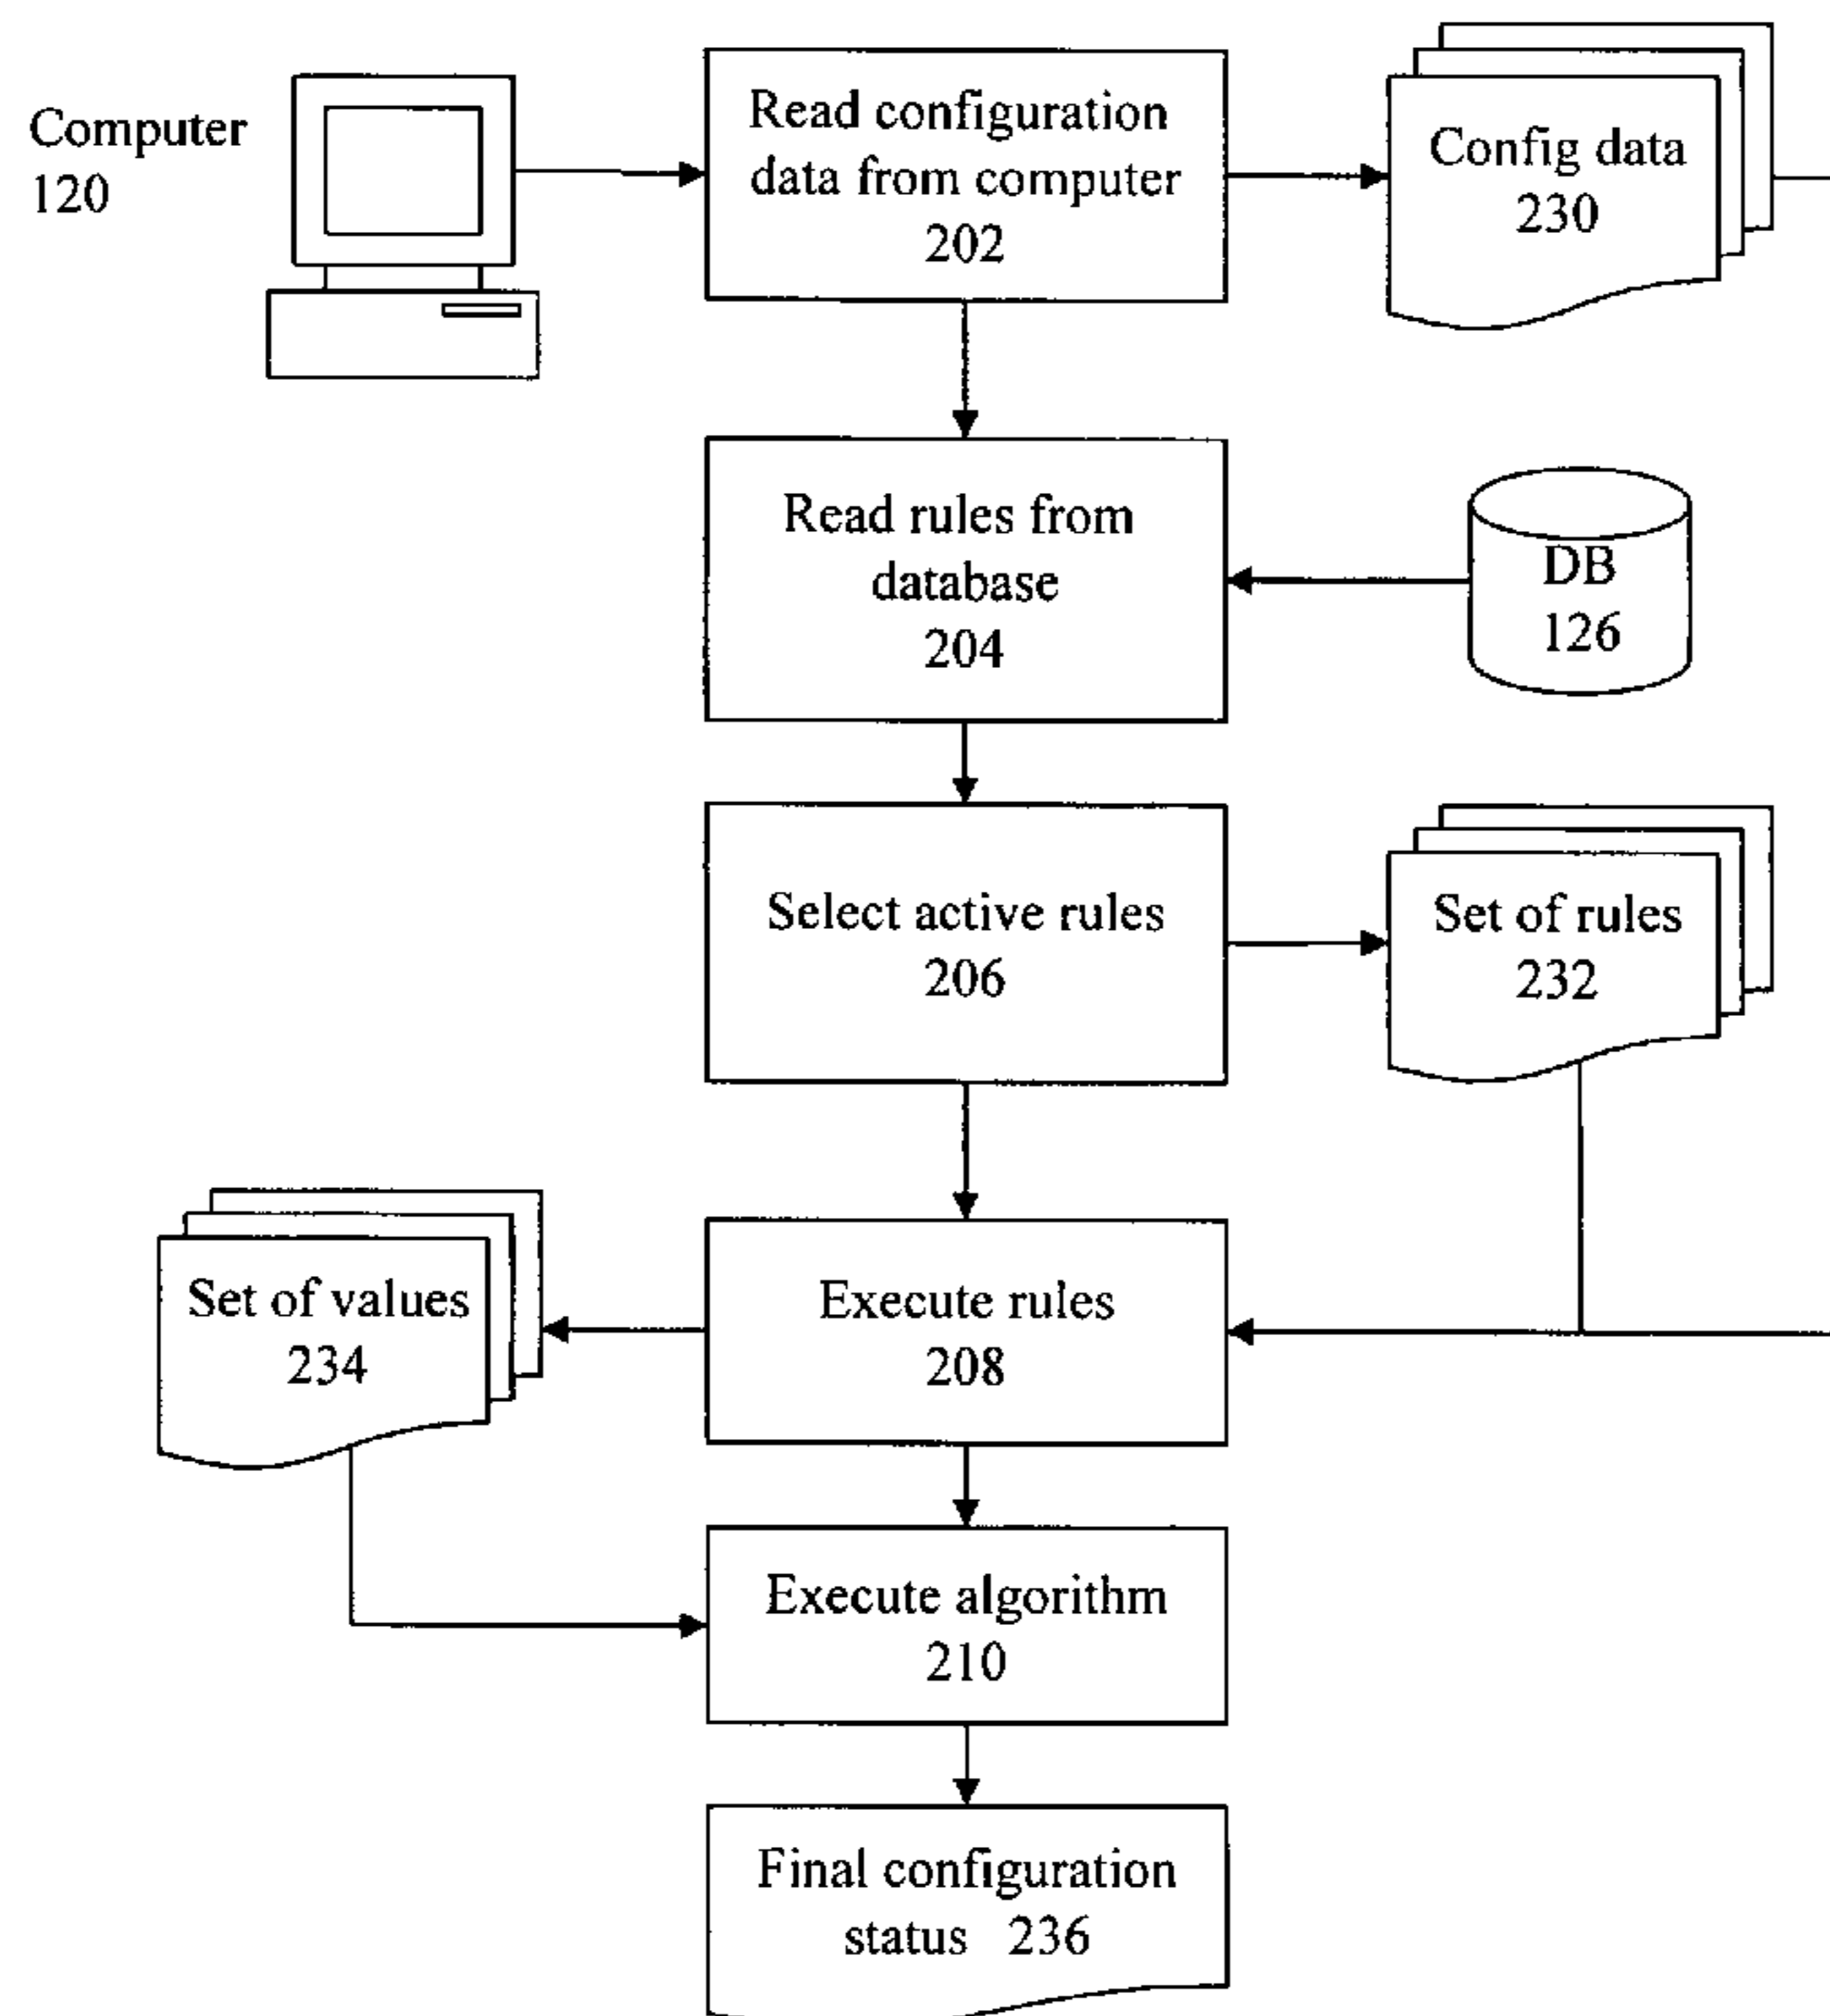 Computer
120
Read configuration
data from computer
202
Config data
230
Read rules from
database
204
DB
126
Select active rules
206
Set of rules
232
Set of values
234
Execute rules
208
Execute algorithm
210
Final configuration
status 236